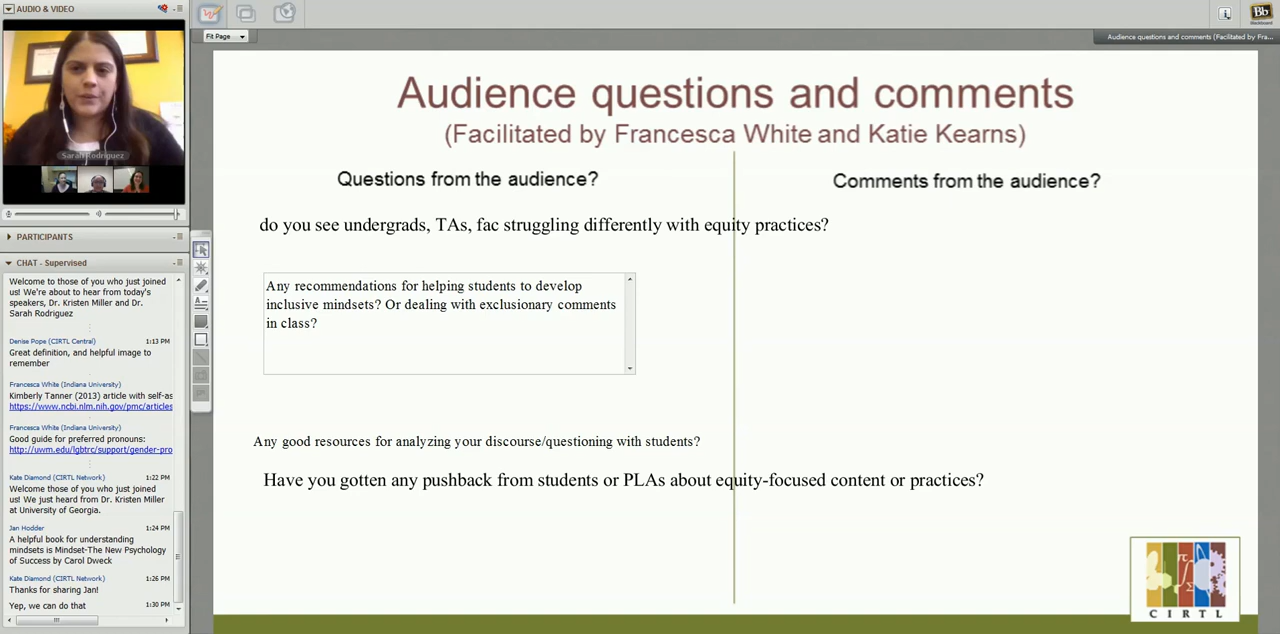 AUDIO & VIDEO
Sarah Rodriguez
PARTICIPANTS
CHAT - Supervised
Welcome to those of you who just joined
us! We're about to hear from today's
speakers, Dr. Kristen Miller and Dr.
Sarah Rodriguez
Denise Pope (CIRTL Central) 1:13 PM
Great definition, and helpful image to
remember
Francesca White (Indiana University)
Kimberly Tanner (2013) article with self-as
https://www.ncbi.nlm.nih.gov/pmc/articles
Francesca White (Indiana University)
Good guide for preferred pronouns:
http://uwm.edu/lgbtrc/support/gender-pro
Kate Diamond (CIRTL Network) 1:22 PM
Welcome those of you who just joined
us! We just heard from Dr. Kristen Miller
at University of Georgia.
Jan Hodder 1:24 PM
A helpful book for understanding
mindsets is Mindset-The New Psychology
of Success by Carol Dweck
Kate Diamond (CIRTL Network) 1:26 PM
Thanks for sharing Jan!
Yep, we can do that 1:30 PM
Fit Page
Bb
Blackboard
Audience questions and comments (Facilitated by Fra...
Audience questions and comments
(Facilitated by Francesca White and Katie Kearns)
Questions from the audience?
Comments from the audience?
do you see undergrads, TAs, fac struggling differently with equity practices?
Any recommendations for helping students to develop
inclusive mindsets? Or dealing with exclusionary comments
in class?
Any good resources for analyzing your discourse/questioning with students?
Have you gotten any pushback from students or PLAs about equity-focused content or practices?
CIRTL